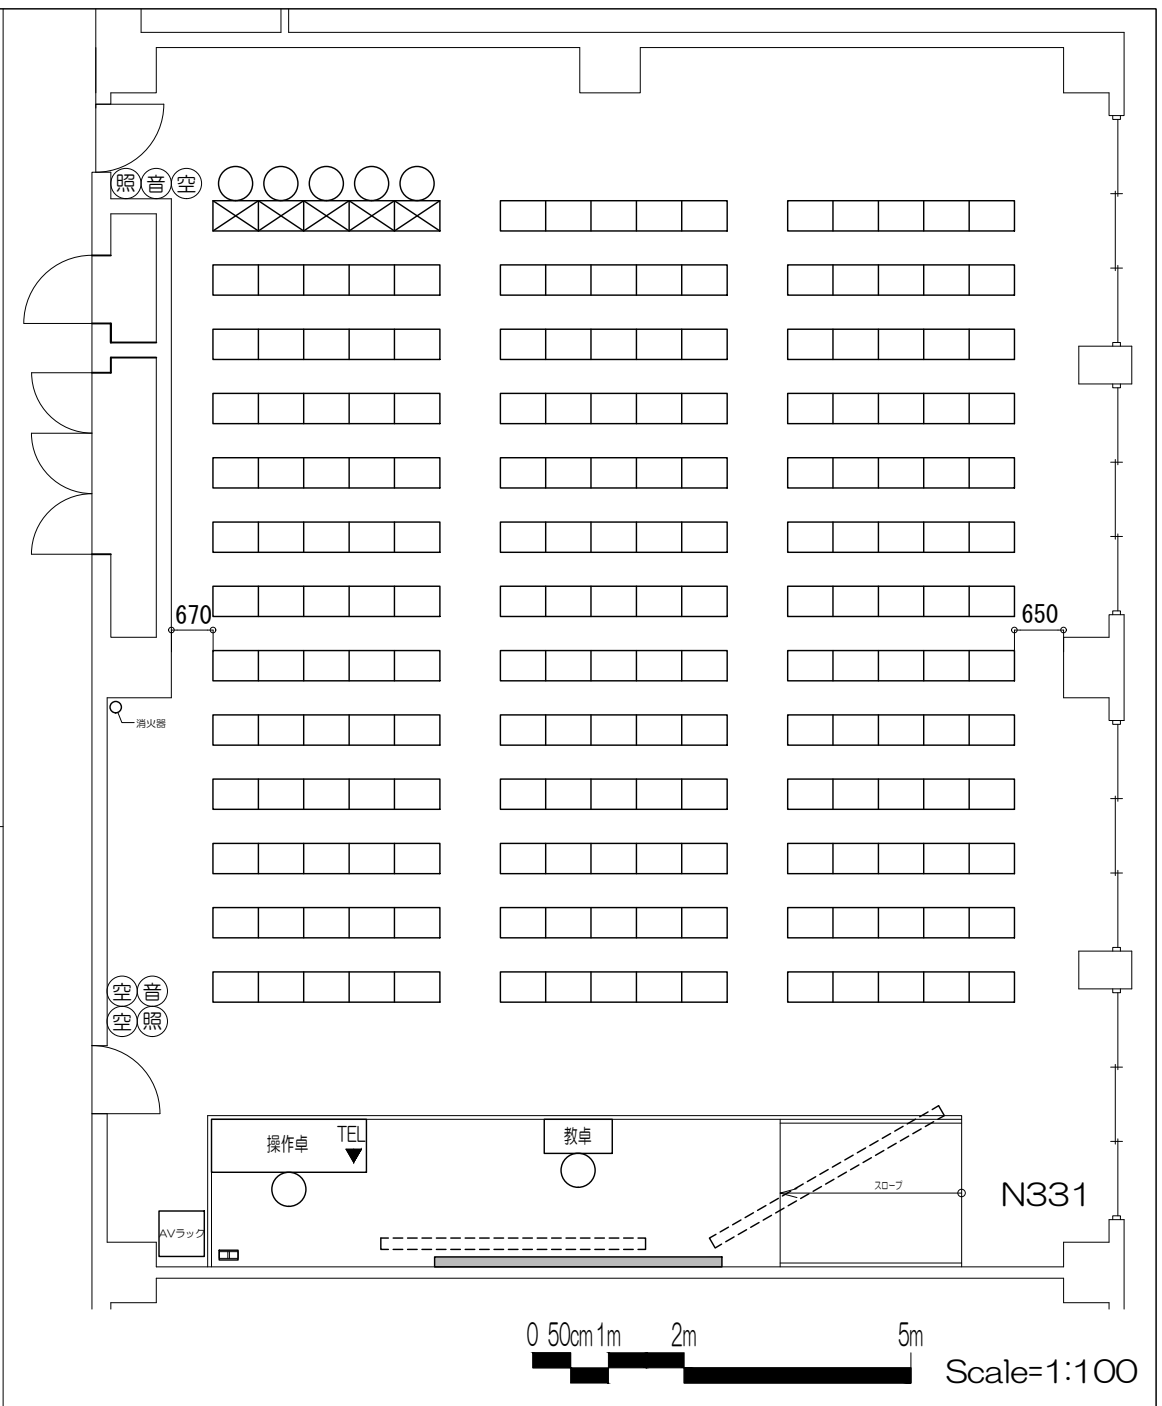 照 音 空
670
650
消火器
空 音
空 照
操作卓
TEL
教卓
スロープ
N331
AVラック
0 50cm 1m 2m 5m
Scale=1:100